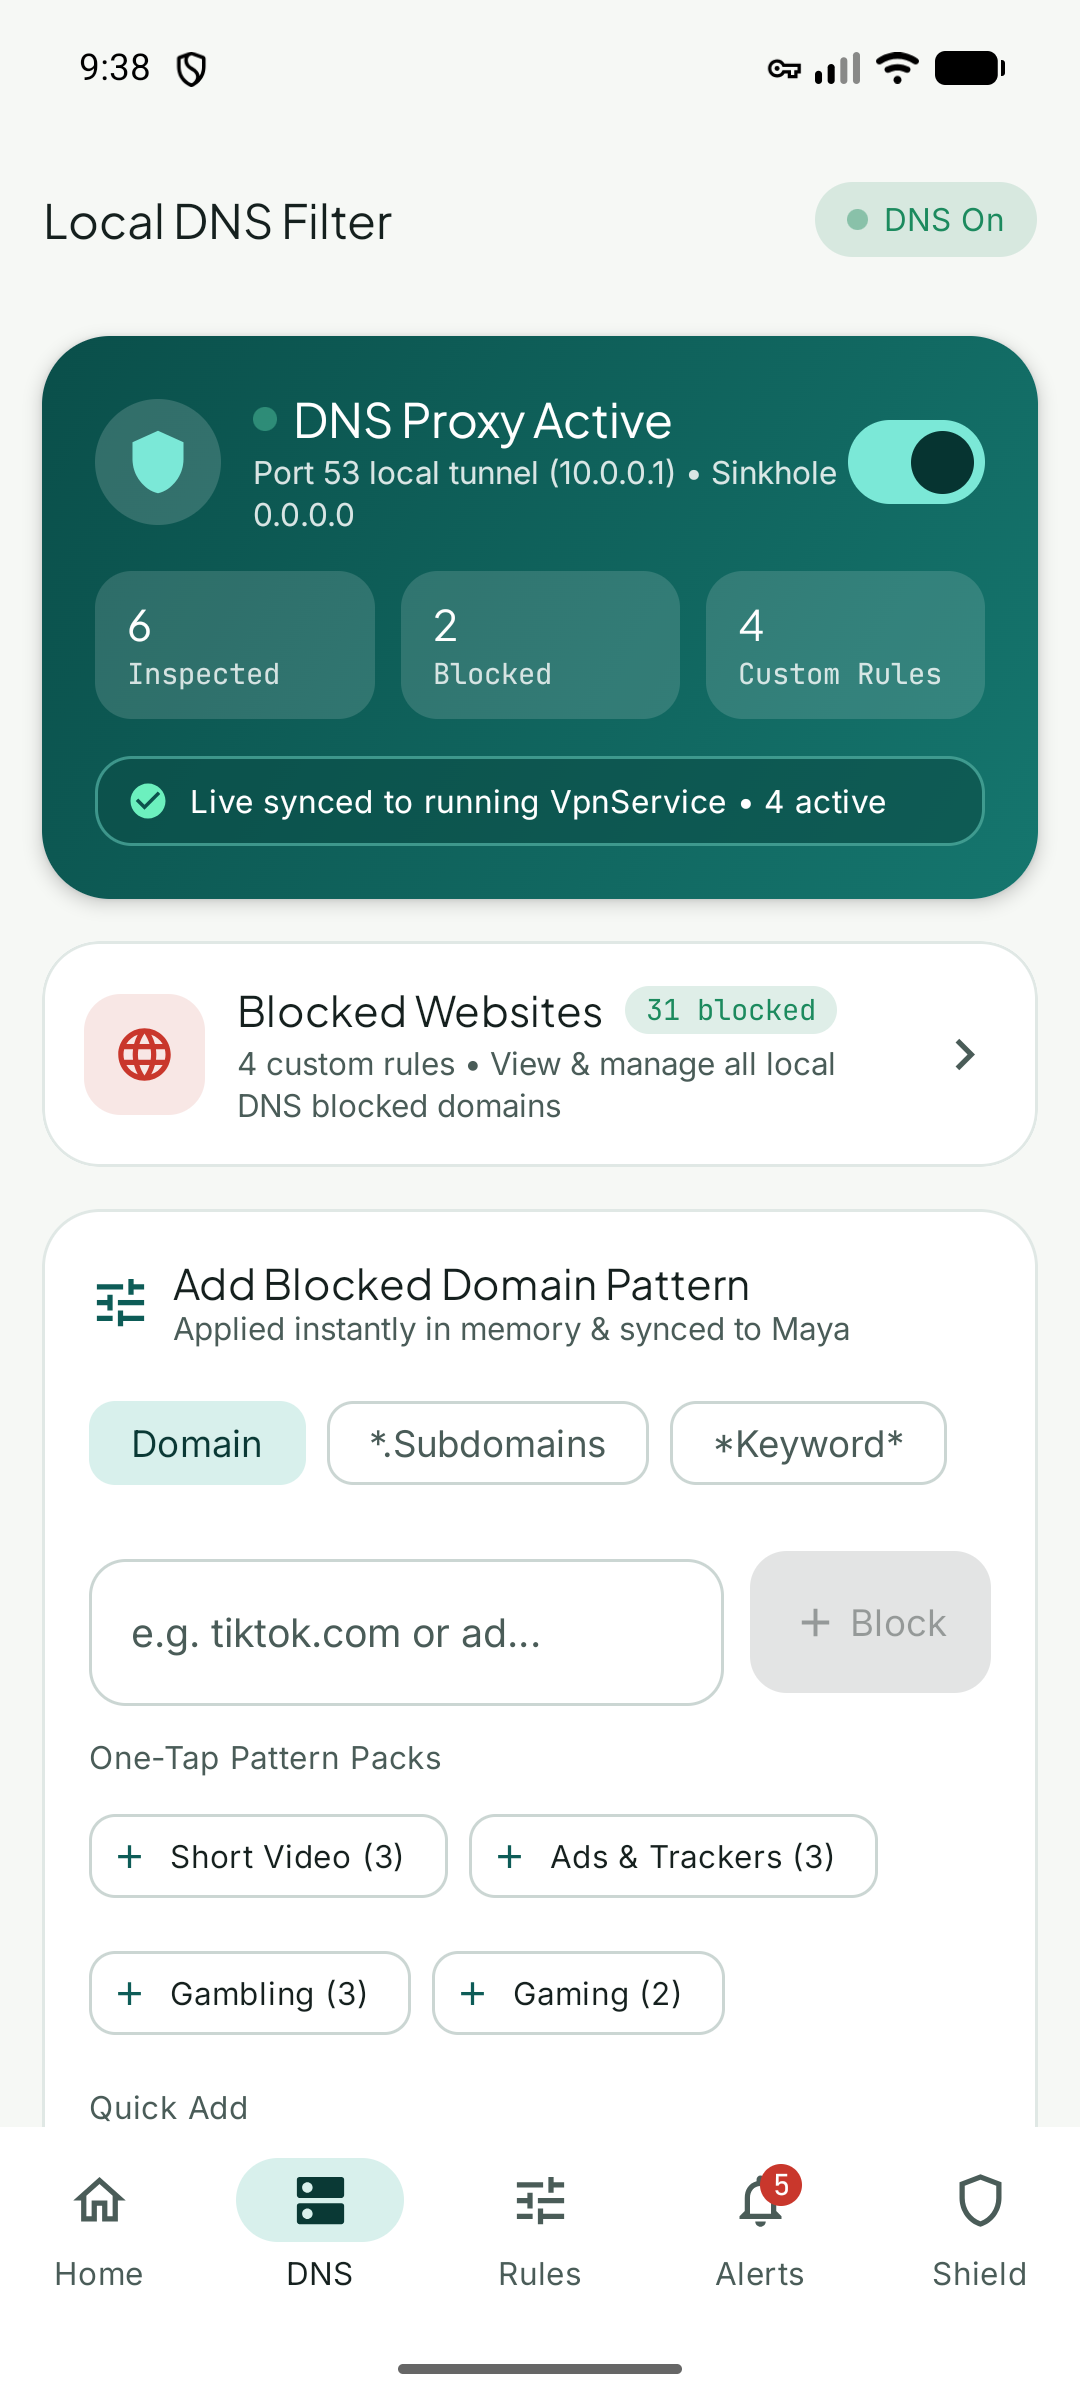 9:38
Local DNS Filter
DNS On
DNS Proxy Active
Port 53 local tunnel (10.0.0.1) • Sinkhole
0.0.0.0
6
Inspected
2
Blocked
4
Custom Rules
Live synced to running VpnService • 4 active
Blocked Websites
31 blocked
4 custom rules • View & manage all local
DNS blocked domains
Add Blocked Domain Pattern
Applied instantly in memory & synced to Maya
Domain
*.Subdomains
*Keyword*
e.g. tiktok.com or ad...
+ Block
One-Tap Pattern Packs
+ Short Video (3)
+ Ads & Trackers (3)
+ Gambling (3)
+ Gaming (2)
Quick Add
5
Home
DNS
Rules
Alerts
Shield